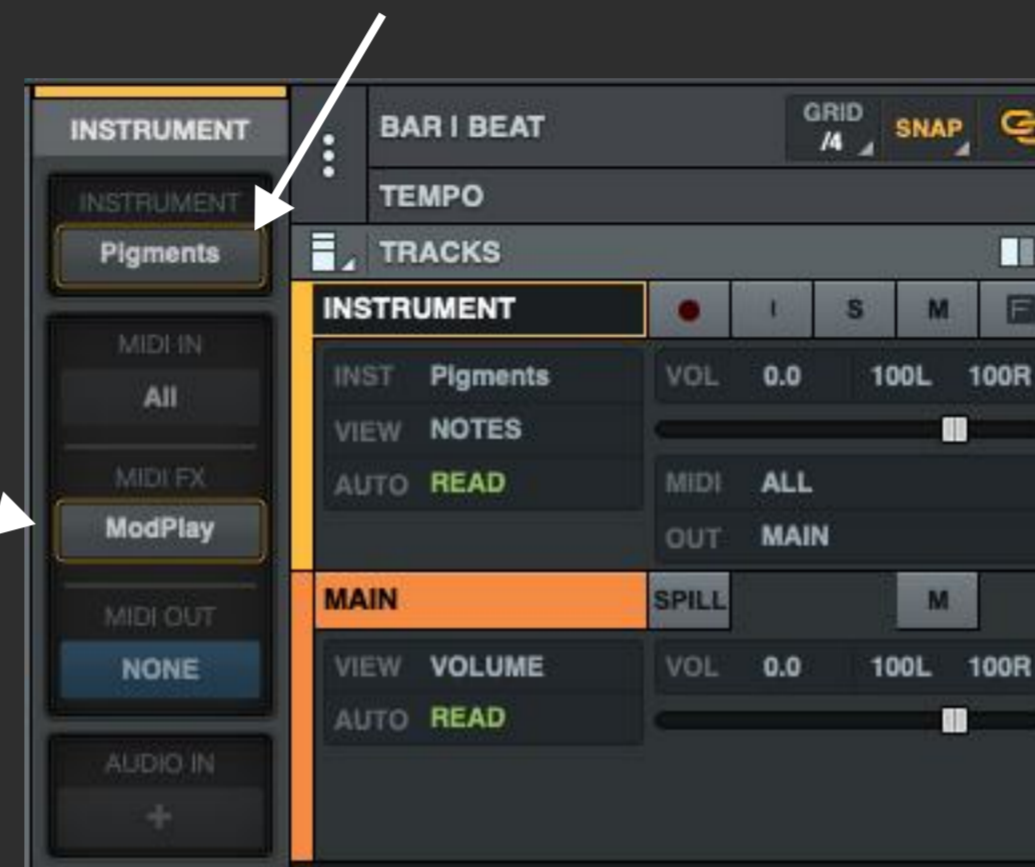 INSTRUMENT
INSTRUMENT
Pigments
MIDI IN
All
MIDI FX
ModPlay
MIDI OUT
NONE
AUDIO IN
+
BAR | BEAT
GRID
/4
SNAP
TEMPO
TRACKS
INSTRUMENT
I S M
INST Pigments VOL 0.0 100L 100R
VIEW NOTES
AUTO READ
MIDI ALL
OUT MAIN
MAIN SPILL M
VIEW VOLUME VOL 0.0 100L 100R
AUTO READ